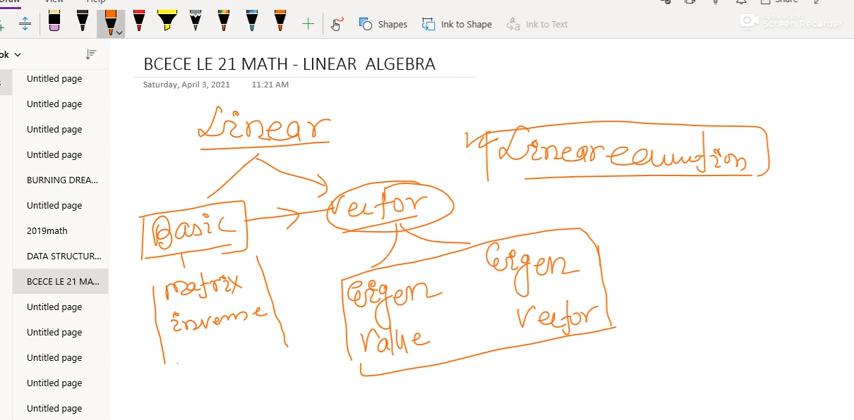 Draw
Help
Share
Shapes
Ink to Shape
Ink to Text
Screen Recorder
ok
Untitled page
Untitled page
Untitled page
Untitled page
BURNING DREA...
Untitled page
2019math
DATA STRUCTUR...
BCECE LE 21 MA...
Untitled page
Untitled page
Untitled page
Untitled page
Untitled page
BCECE LE 21 MATH - LINEAR ALGEBRA
Saturday, April 3, 2021 11:21 AM
Linear
Linear equation
Basic
vector
matrix
inverse
Eigen
value
Eigen
vector